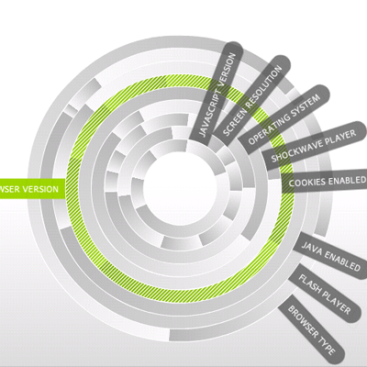 JAVASCRIPT VERSION
SCREEN RESOLUTION
OPERATING SYSTEM
SHOCKWAVE PLAYER
COOKIES ENABLED
WSER VERSION
JAVA ENABLED
FLASH PLAYER
BROWSER TYPE